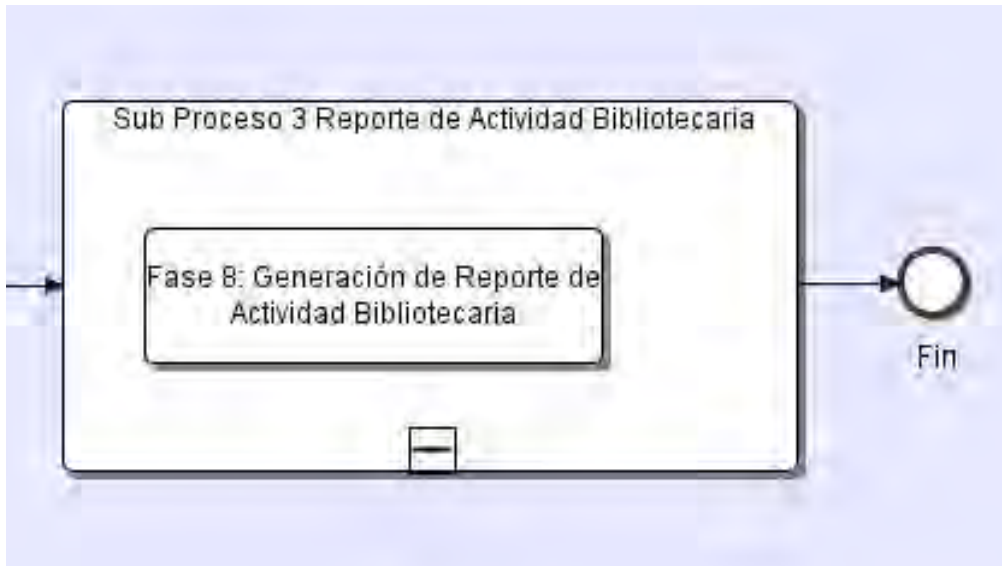 Sub Proceso 3 Reporte de Actividad Bibliotecaria
Fase 8: Generación de Reporte de
Actividad Bibliotecaria
Fin